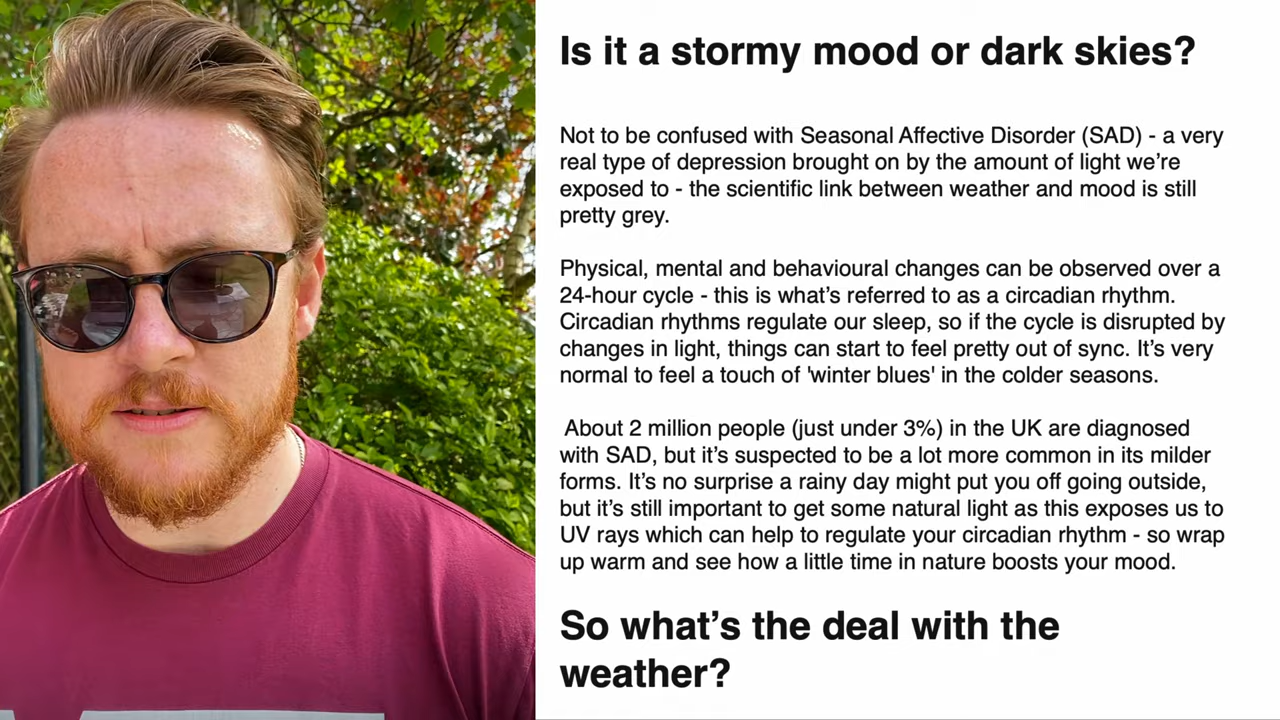 Is it a stormy mood or dark skies?
Not to be confused with Seasonal Affective Disorder (SAD) - a very
real type of depression brought on by the amount of light we’re
exposed to - the scientific link between weather and mood is still
pretty grey.
Physical, mental and behavioural changes can be observed over a
24-hour cycle - this is what’s referred to as a circadian rhythm.
Circadian rhythms regulate our sleep, so if the cycle is disrupted by
changes in light, things can start to feel pretty out of sync. It’s very
normal to feel a touch of 'winter blues' in the colder seasons.
About 2 million people (just under 3%) in the UK are diagnosed
with SAD, but it’s suspected to be a lot more common in its milder
forms. It’s no surprise a rainy day might put you off going outside,
but it’s still important to get some natural light as this exposes us to
UV rays which can help to regulate your circadian rhythm - so wrap
up warm and see how a little time in nature boosts your mood.
So what’s the deal with the
weather?